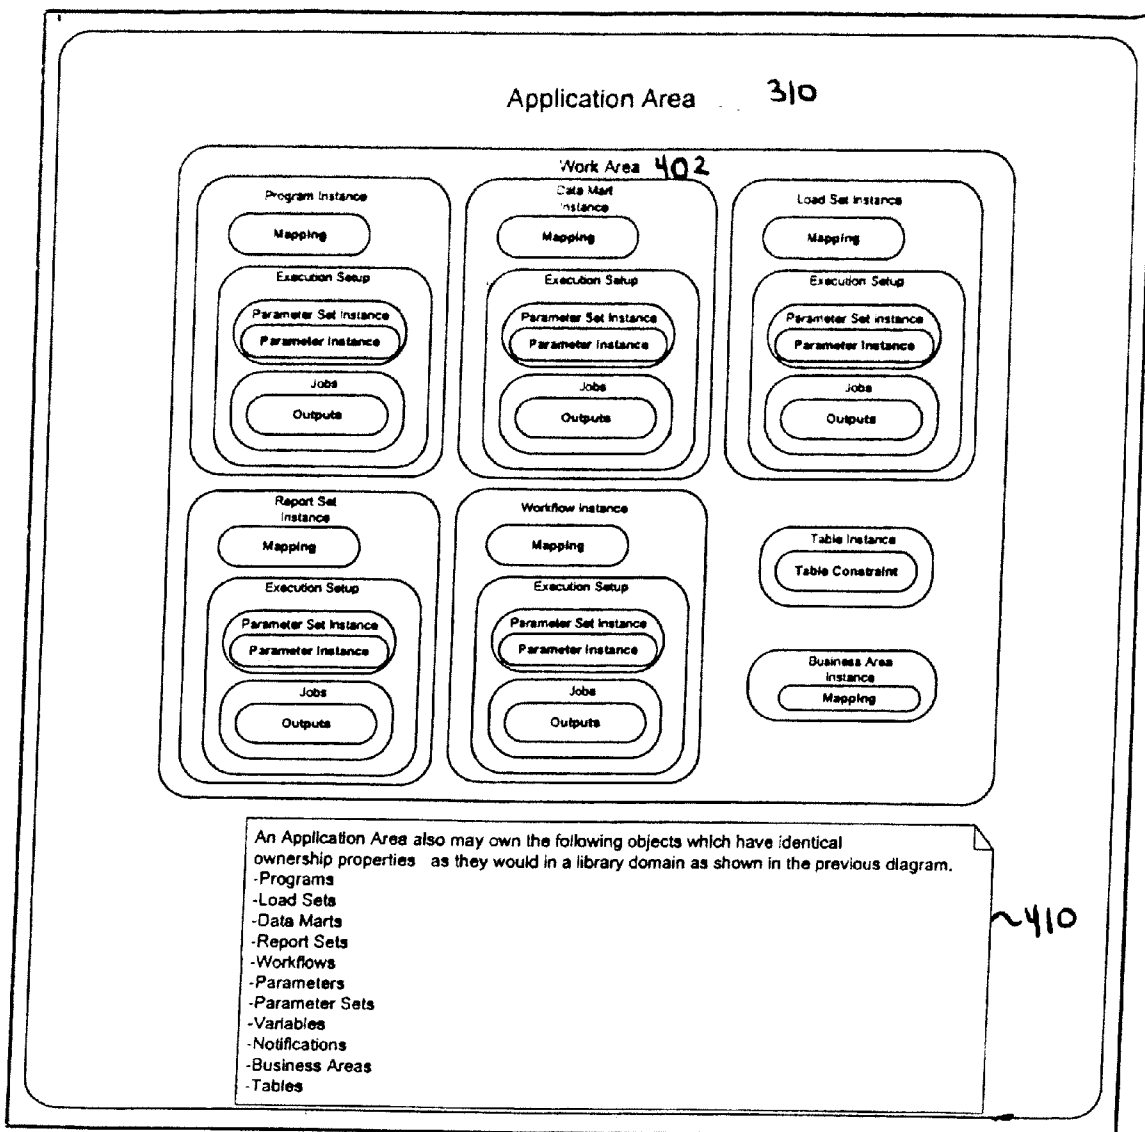 Application Area 310
Work Area 402
Program Instance
Mapping
Execution Setup
Parameter Set Instance
Parameter Instance
Jobs
Outputs
Data Mart
Instance
Mapping
Execution Setup
Parameter Set Instance
Parameter Instance
Jobs
Outputs
Load Set Instance
Mapping
Execution Setup
Parameter Set Instance
Parameter Instance
Jobs
Outputs
Report Set
Instance
Mapping
Execution Setup
Parameter Set Instance
Parameter Instance
Jobs
Outputs
Workflow Instance
Mapping
Execution Setup
Parameter Set Instance
Parameter Instance
Jobs
Outputs
Table Instance
Table Constraint
Business Area
Instance
Mapping
An Application Area also may own the following objects which have identical
ownership properties as they would in a library domain as shown in the previous diagram.
-Programs
-Load Sets
-Data Marts
-Report Sets
-Workflows
-Parameters
-Parameter Sets
-Variables
-Notifications
-Business Areas
-Tables
~410